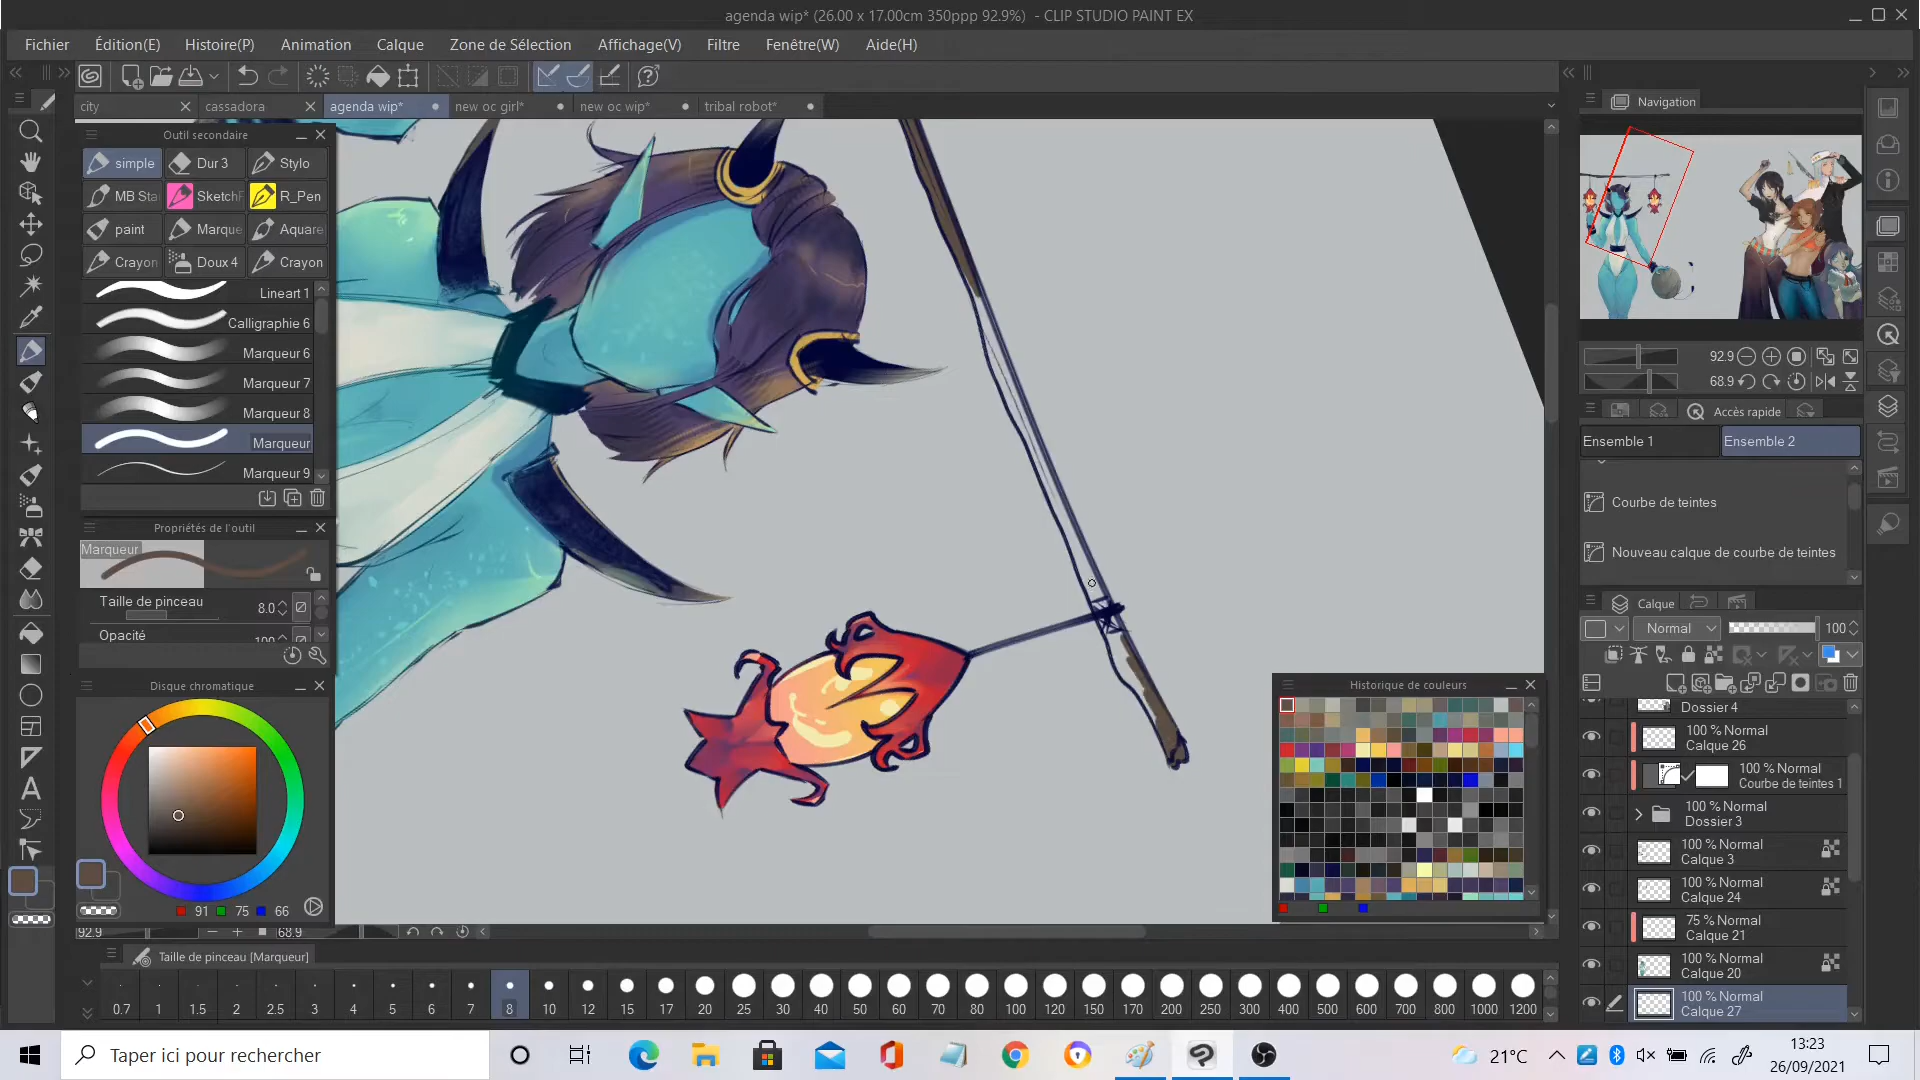 agenda wip* (26.00 x 17.00cm 350ppp 92.9%) - CLIP STUDIO PAINT EX
Fichier Édition(E) Histoire(P) Animation Calque Zone de Sélection Affichage(V) Filtre Fenêtre(W) Aide(H)
city cassadora agenda wip* new oc girl* new oc wip* tribal robot*
Outil secondaire
simple Dur 3 Stylo
MB Sta SketchP R_Pen
paint Marque Aquare
Crayon Doux 4 Crayon
Lineart 1
Calligraphie 6
Marqueur 6
Marqueur 7
Marqueur 8
Marqueur
Marqueur 9
Propriétés de l'outil
Marqueur
Taille de pinceau 8.0
Opacité 100
Disque chromatique
91 75 66
92.9 68.9
Taille de pinceau [Marqueur]
0.7 1 1.5 2 2.5 3 4 5 6 7 8 10 12 15 17 20 25 30 40 50 60 70 80 100 120 150 170 200 250 300 400 500 600 700 800 1000 1200
Navigation
92.9
68.9
Accès rapide
Ensemble 1 Ensemble 2
Courbe de teintes
Nouveau calque de courbe de teintes
Calque
Normal 100
Dossier 4
100 % Normal
Calque 26
100 % Normal
Courbe de teintes 1
100 % Normal
Dossier 3
100 % Normal
Calque 3
100 % Normal
Calque 24
75 % Normal
Calque 21
100 % Normal
Calque 20
100 % Normal
Calque 27
Historique de couleurs
Taper ici pour rechercher
21°C
13:23
26/09/2021